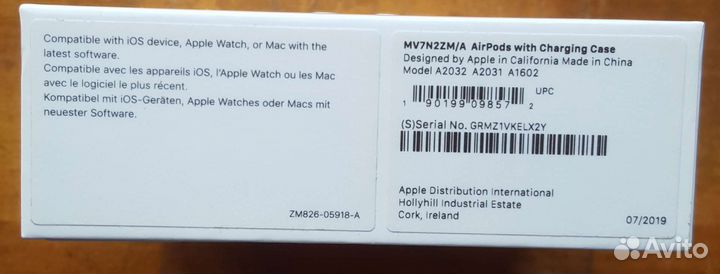 Compatible with iOS device, Apple Watch, or Mac with the
latest software.
Compatible avec les appareils iOS, l'Apple Watch ou les Mac
avec le logiciel le plus récent.
Kompatibel mit iOS-Geräten, Apple Watches oder Macs mit
neuester Software.
ZM826-05918-A
MV7N2ZM/A AirPods with Charging Case
Designed by Apple in California Made in China
Model A2032 A2031 A1602
UPC
1 90199 09857 2
(S)Serial No. GRMZ1VKELX2Y
Apple Distribution International
Hollyhill Industrial Estate
Cork, Ireland
07/2019
Avito